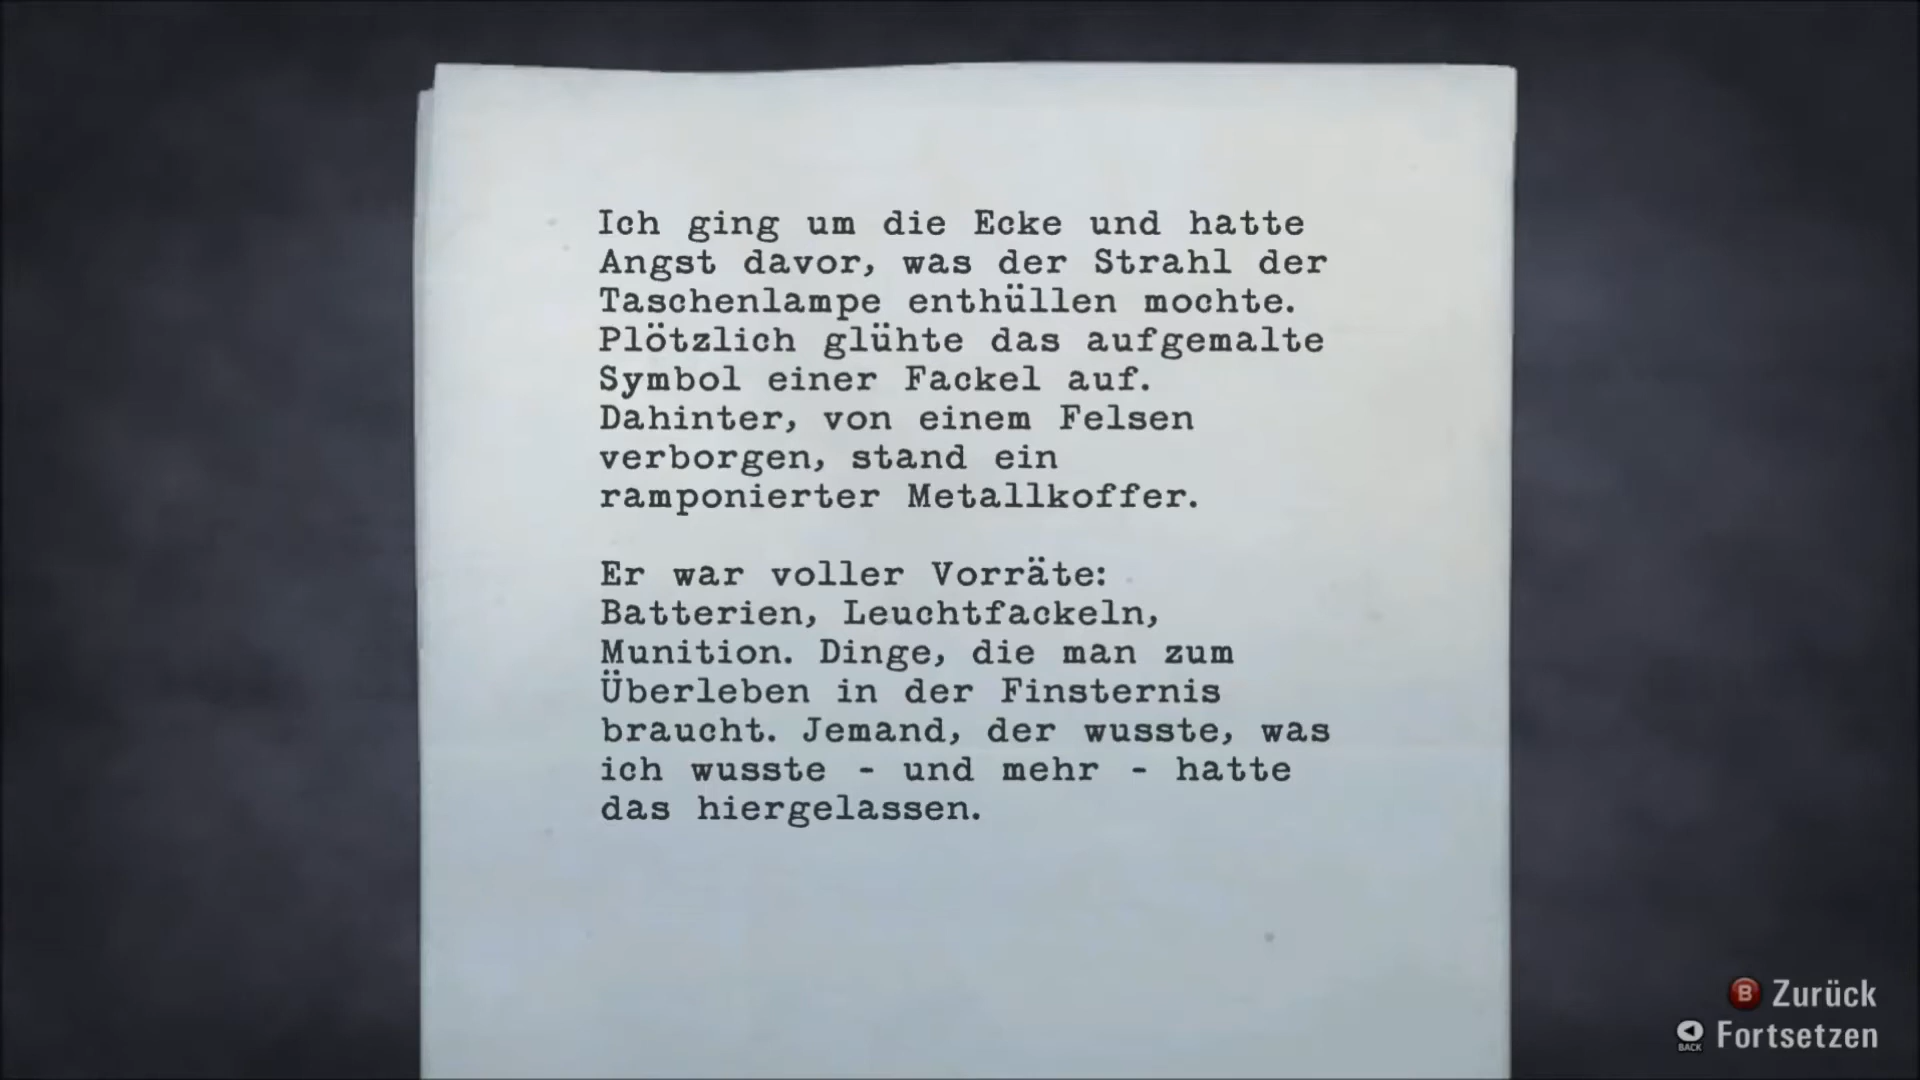 Ich ging um die Ecke und hatte
Angst davor, was der Strahl der
Taschenlampe enthüllen mochte.
Plötzlich glühte das aufgemalte
Symbol einer Fackel auf.
Dahinter, von einem Felsen
verborgen, stand ein
ramponierter Metallkoffer.
Er war voller Vorräte:
Batterien, Leuchtfackeln,
Munition. Dinge, die man zum
Überleben in der Finsternis
braucht. Jemand, der wusste, was
ich wusste - und mehr - hatte
das hiergelassen.
B Zurück
BACK Fortsetzen